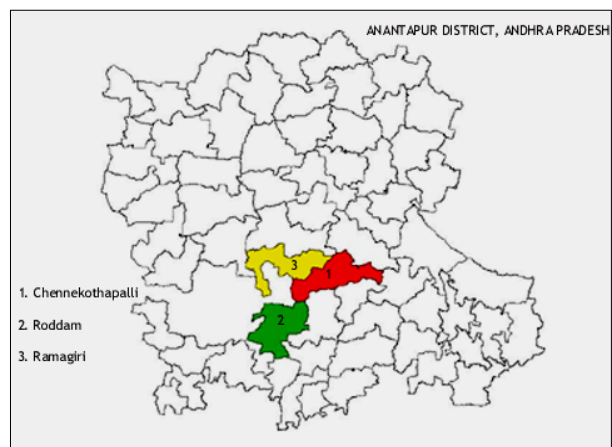 ANANTAPUR DISTRICT, ANDHRA PRADESH
3
1
1. Chennekothapalli
2
2. Roddam
3. Ramagiri